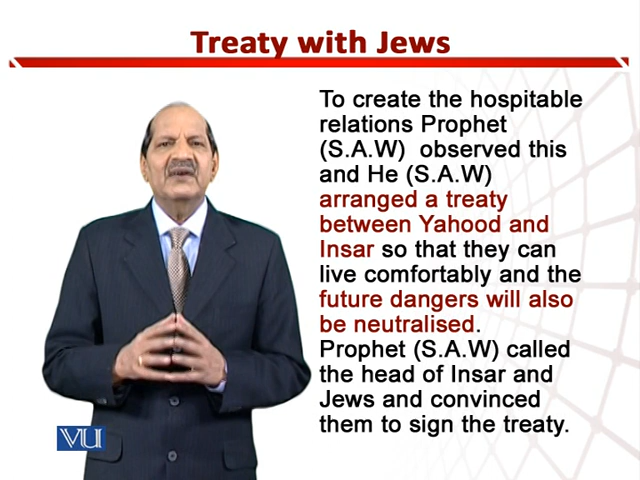 Treaty with Jews
To create the hospitable
relations Prophet
(S.A.W) observed this
and He (S.A.W)
arranged a treaty
between Yahood and
Insar so that they can
live comfortably and the
future dangers will also
be neutralised.
Prophet (S.A.W) called
the head of Insar and
Jews and convinced
them to sign the treaty.
VU